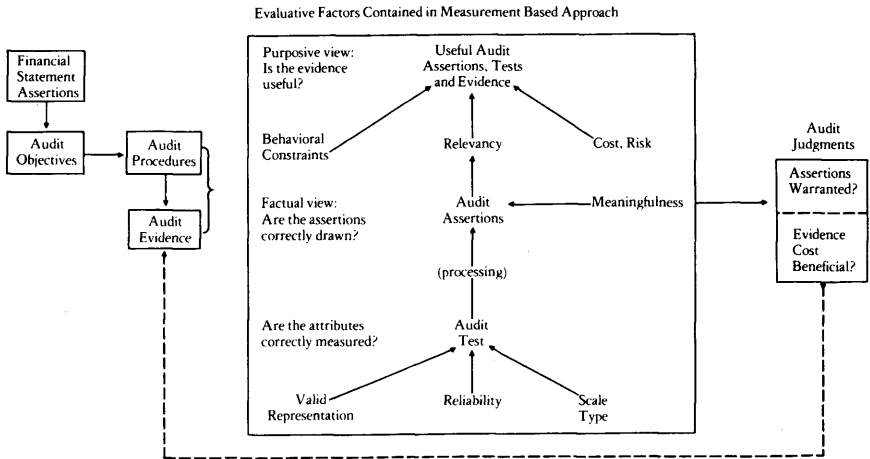 Evaluative Factors Contained in Measurement Based Approach
Financial
Statement
Assertions
Audit
Objectives
Audit
Procedures
Audit
Evidence
Purposive view:
Is the evidence
useful?
Useful Audit
Assertions, Tests
and Evidence
Behavioral
Constraints
Relevancy
Cost, Risk
Factual view:
Are the assertions
correctly drawn?
Audit
Assertions
Meaningfulness
(processing)
Are the attributes
correctly measured?
Audit
Test
Valid
Representation
Reliability
Scale
Type
Audit
Judgments
Assertions
Warranted?
Evidence
Cost
Beneficial?